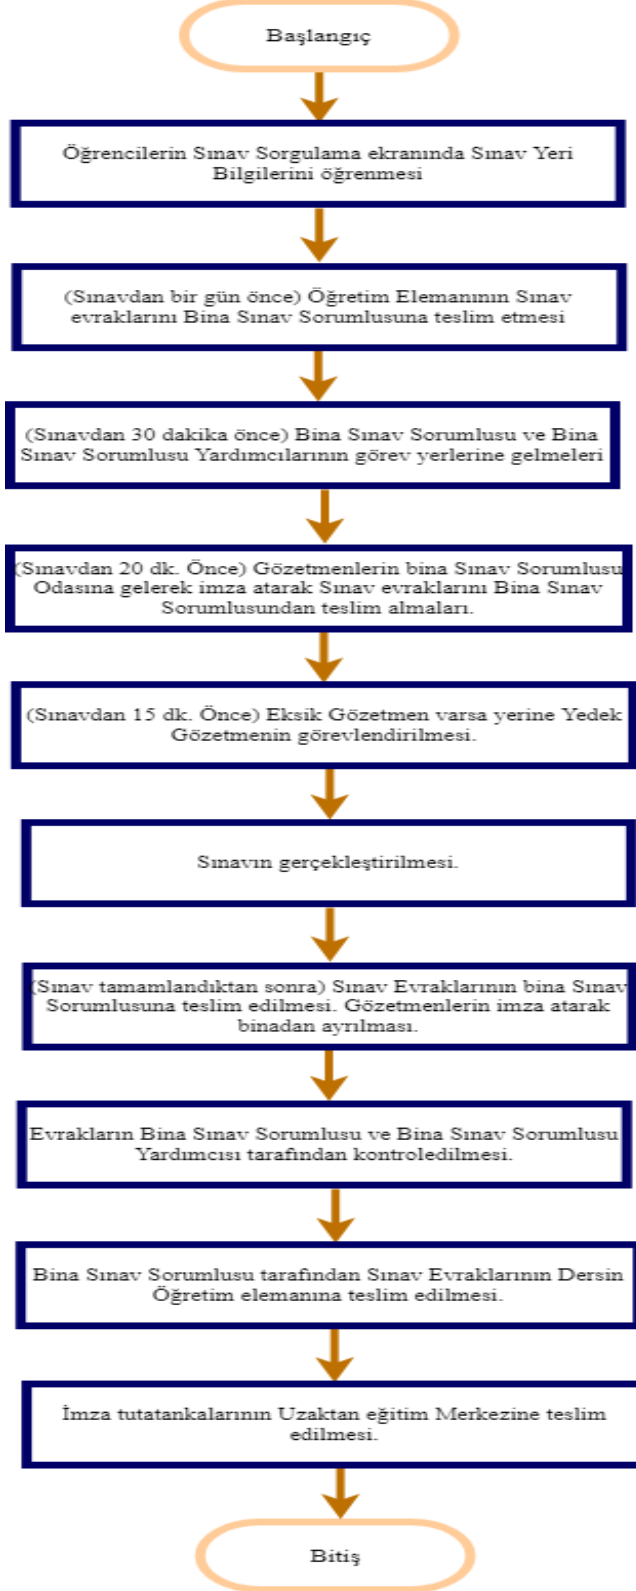 Başlangıç
Öğrencilerin Sınav Sorgulama ekranında Sınav Yeri
Bilgilerini öğrenmesi
(Sınavdan bir gün önce) Öğretim Elemanının Sınav
evraklarını Bina Sınav Sorumlusuna teslim etmesi
(Sınavdan 30 dakika önce) Bina Sınav Sorumlusu ve Bina
Sınav Sorumlusu Yardımcılarının görev yerlerine gelmeleri
(Sınavdan 20 dk. Önce) Gözetmenlerin bina Sınav Sorumlusu
Odasına gelerek imza atarak Sınav evraklarını Bina Sınav
Sorumlusundan teslim almaları.
(Sınavdan 15 dk. Önce) Eksik Gözetmen varsa yerine Yedek
Gözetmenin görevlendirilmesi.
Sınavın gerçekleştirilmesi.
(Sınav tamamlandıktan sonra) Sınav Evraklarının bina Sınav
Sorumlusuna teslim edilmesi. Gözetmenlerin imza atarak
binadan ayrılması.
Evrakların Bina Sınav Sorumlusu ve Bina Sınav Sorumlusu
Yardımcısı tarafından kontroledilmesi.
Bina Sınav Sorumlusu tarafından Sınav Evraklarının Dersin
Öğretim elemanına teslim edilmesi.
İmza tutatankalarının Uzaktan eğitim Merkezine teslim
edilmesi.
Bitiş